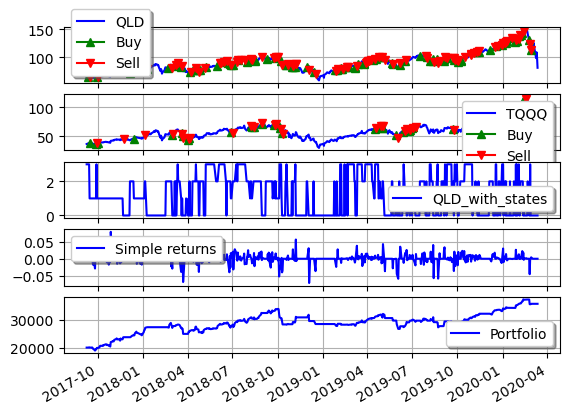 150
100
QLD
Buy
Sell
100
50
TQQQ
Buy
Sell
2
0
QLD_with_states
0.05
0.00
−0.05
Simple returns
30000
20000
Portfolio
2017-10 2018-01 2018-04 2018-07 2018-10 2019-01 2019-04 2019-07 2019-10 2020-01 2020-04